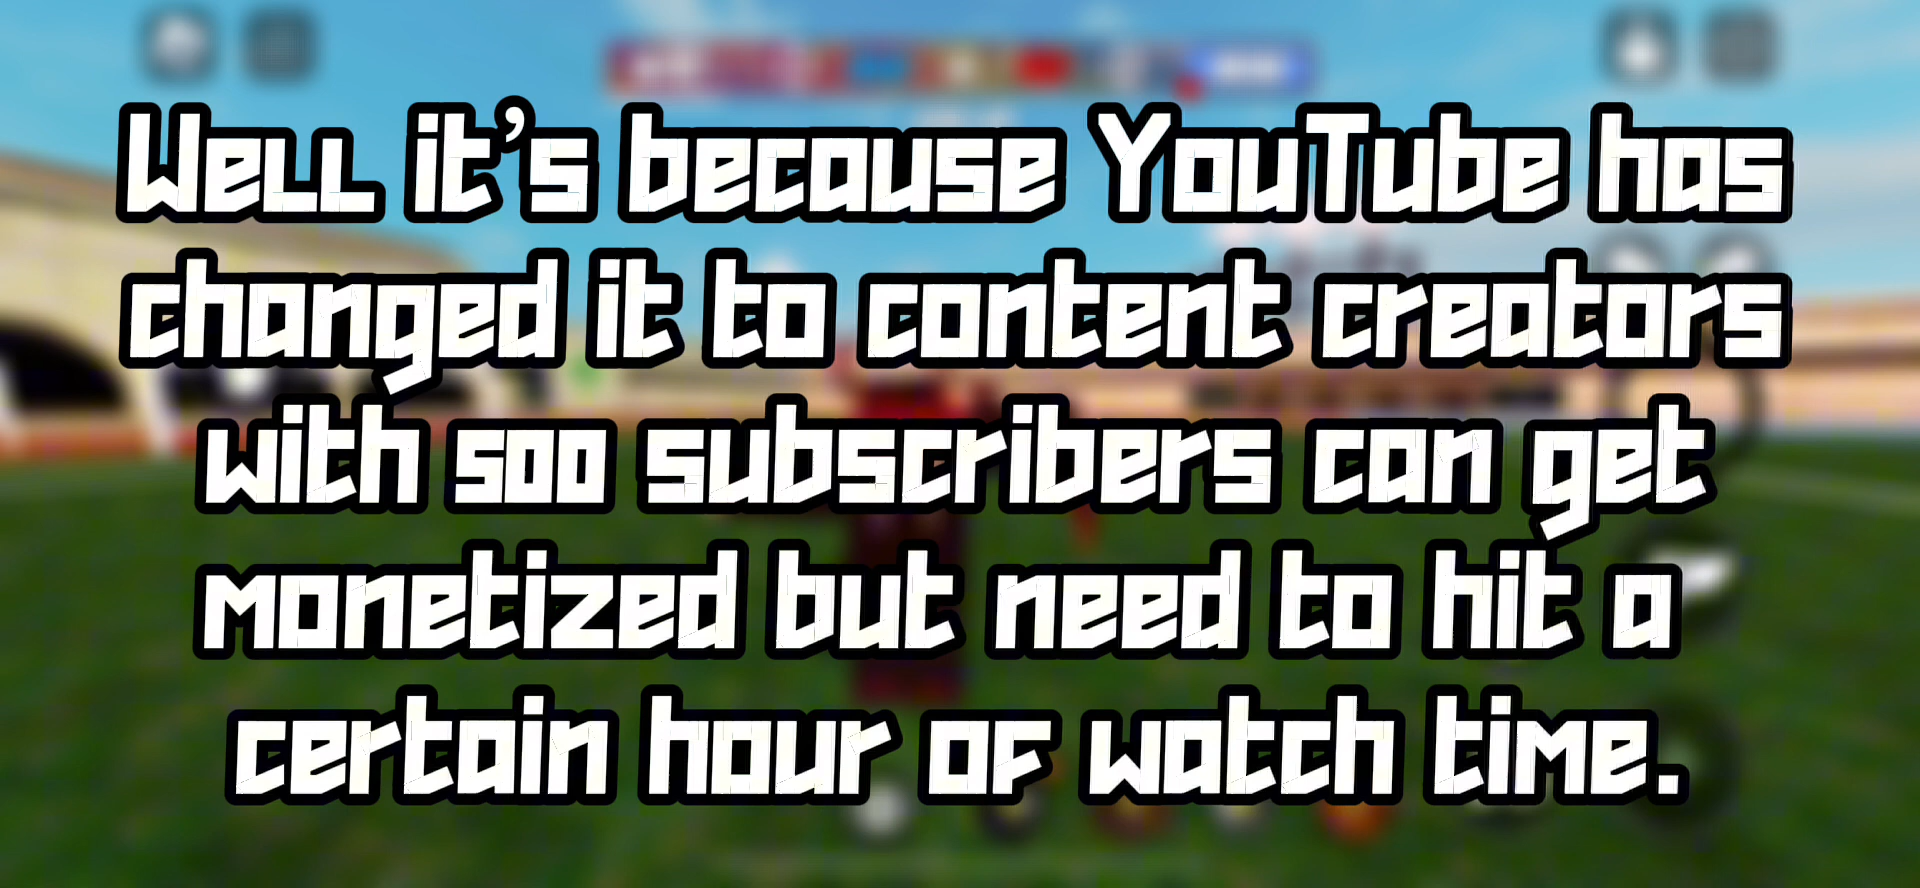 Well it's because YouTube has
changed it to content creators
with 500 subscribers can get
monetized but need to hit a
certain hour of watch time.